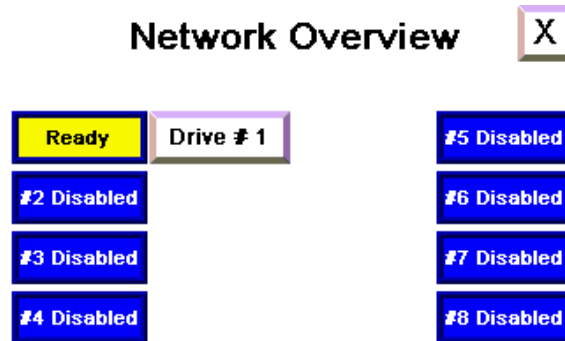 Network Overview
X
Ready
Drive # 1
#2 Disabled
#3 Disabled
#4 Disabled
#5 Disabled
#6 Disabled
#7 Disabled
#8 Disabled